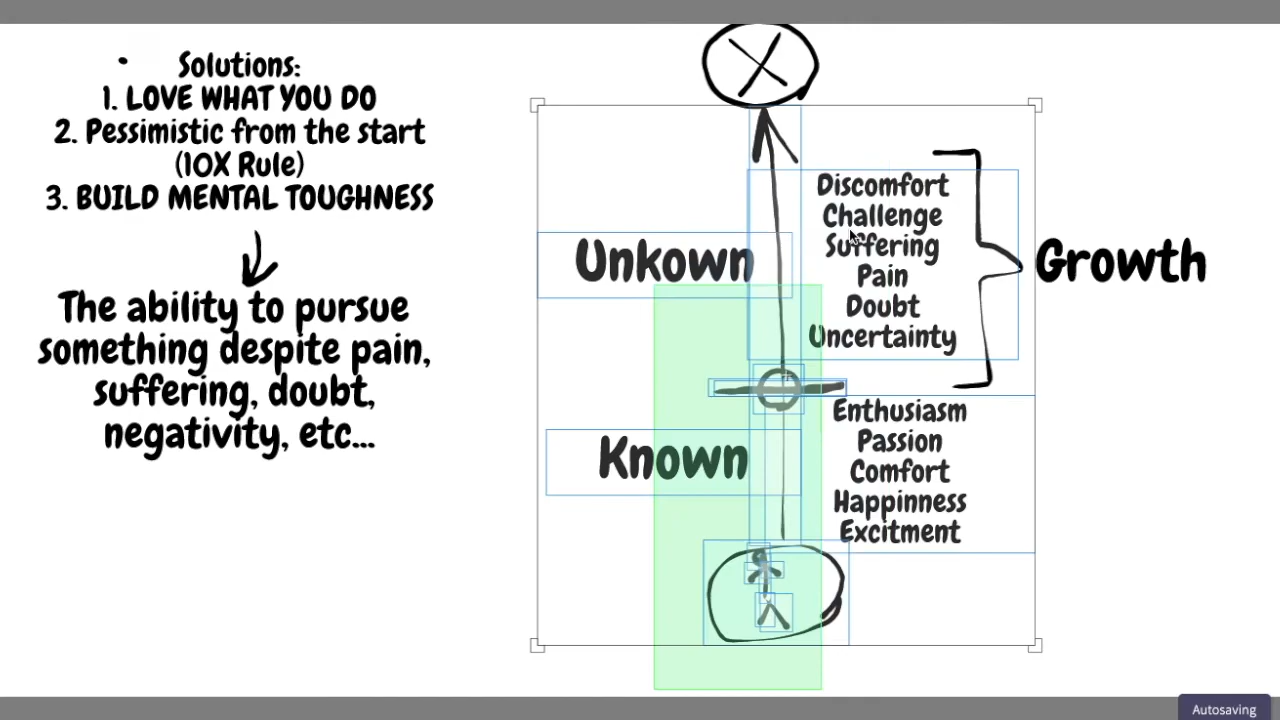 Solutions:
1. LOVE WHAT YOU DO
2. Pessimistic from the start
(10X Rule)
3. BUILD MENTAL TOUGHNESS
The ability to pursue
something despite pain,
suffering, doubt,
negativity, etc...
X
Discomfort
Challenge
Suffering
Pain
Doubt
Uncertainty
Unkown
Growth
Enthusiasm
Passion
Comfort
Happinness
Excitment
Known
Autosaving